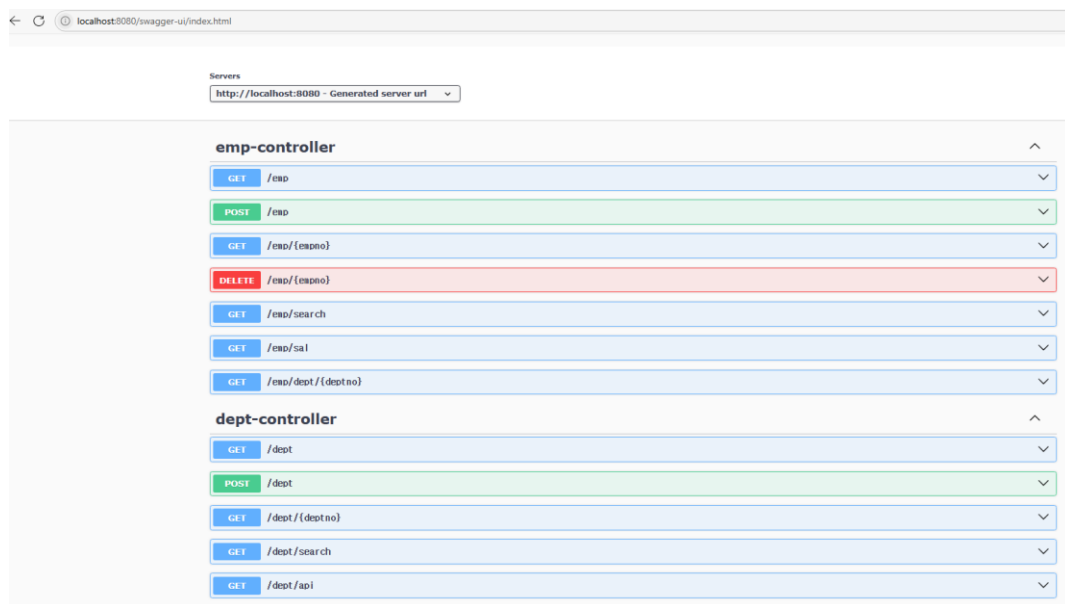 localhost:8080/swagger-ui/index.html
Servers
http://localhost:8080 - Generated server url
emp-controller
GET /emp
POST /emp
GET /emp/{empno}
DELETE /emp/{empno}
GET /emp/search
GET /emp/sal
GET /emp/dept/{deptno}
dept-controller
GET /dept
POST /dept
GET /dept/{deptno}
GET /dept/search
GET /dept/api